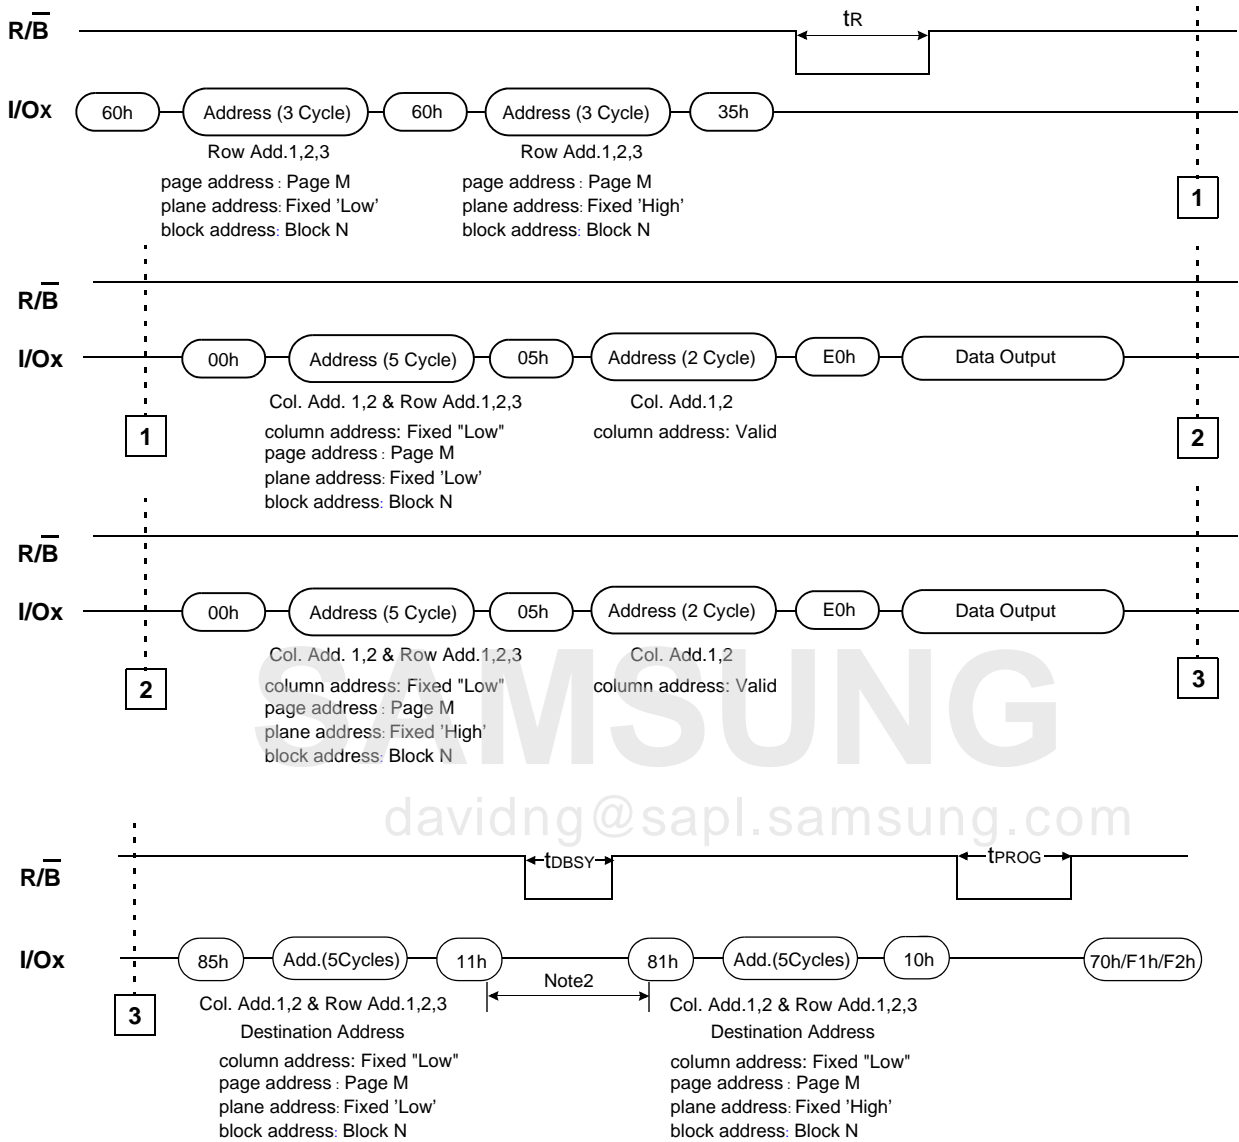 tR
R/B
I/Ox
60h Address (3 Cycle) 60h Address (3 Cycle) 35h
Row Add.1,2,3 Row Add.1,2,3
page address : Page M page address : Page M
plane address: Fixed 'Low' plane address: Fixed 'High'
block address: Block N block address: Block N
1
R/B
I/Ox
00h Address (5 Cycle) 05h Address (2 Cycle) E0h Data Output
Col. Add. 1,2 & Row Add.1,2,3 Col. Add.1,2
column address: Fixed "Low" column address: Valid
page address : Page M
plane address: Fixed 'Low'
block address: Block N
1 2
R/B
I/Ox
00h Address (5 Cycle) 05h Address (2 Cycle) E0h Data Output
Col. Add. 1,2 & Row Add.1,2,3 Col. Add.1,2
column address: Fixed "Low" column address: Valid
page address : Page M
plane address: Fixed 'High'
block address: Block N
2 3
SAMSUNG
davidng@sapl.samsung.com
R/B
tDBSY tPROG
I/Ox
85h Add.(5Cycles) 11h 81h Add.(5Cycles) 10h 70h/F1h/F2h
Note2
3
Col. Add.1,2 & Row Add.1,2,3 Col. Add.1,2 & Row Add.1,2,3
Destination Address Destination Address
column address: Fixed "Low" column address: Fixed "Low"
page address : Page M page address : Page M
plane address: Fixed 'Low' plane address: Fixed 'High'
block address: Block N block address: Block N